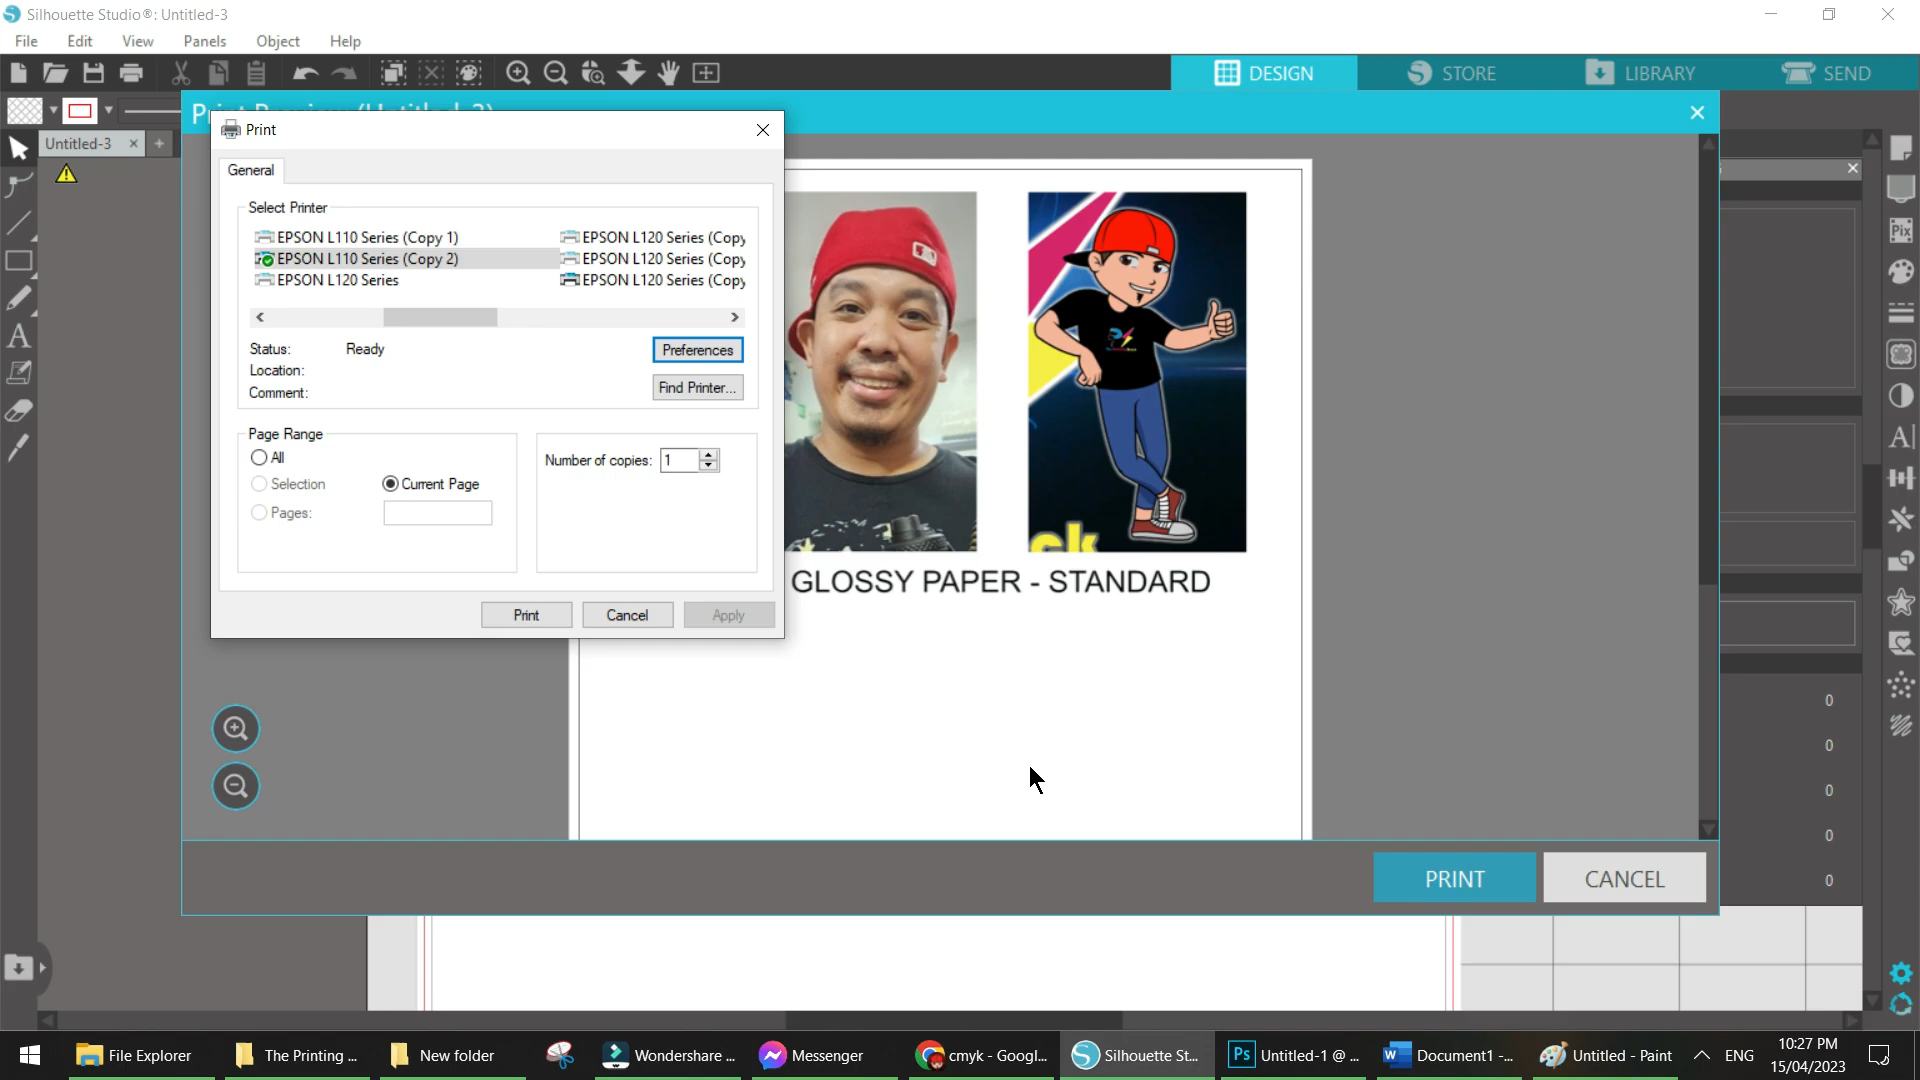 Silhouette Studio®: Untitled-3
File Edit View Panels Object Help
DESIGN STORE LIBRARY SEND
Untitled-3
Print
General
Select Printer
EPSON L110 Series (Copy 1) EPSON L120 Series (Copy
EPSON L110 Series (Copy 2) EPSON L120 Series (Copy
EPSON L120 Series EPSON L120 Series (Copy
Status: Ready Preferences
Location:
Comment: Find Printer...
Page Range
All
Number of copies: 1
Selection Current Page
Pages:
Print Cancel Apply
GLOSSY PAPER - STANDARD
0
0
0
0
0
PRINT CANCEL
File Explorer The Printing ... New folder Wondershare ... Messenger cmyk - Googl... Silhouette St... Untitled-1 @ ... Document1 -... Untitled - Paint ENG 10:27 PM
15/04/2023